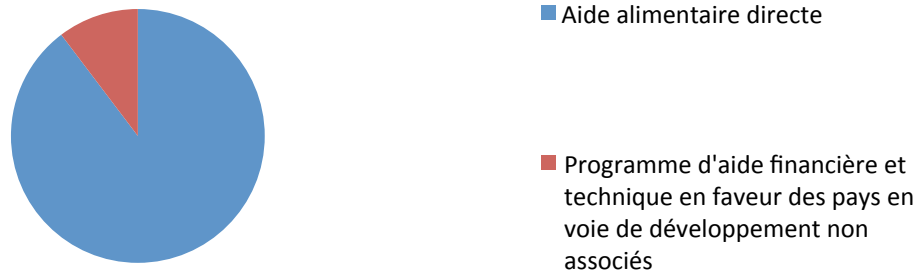 Aide alimentaire directe
Programme d'aide financière et
technique en faveur des pays en
voie de développement non
associés